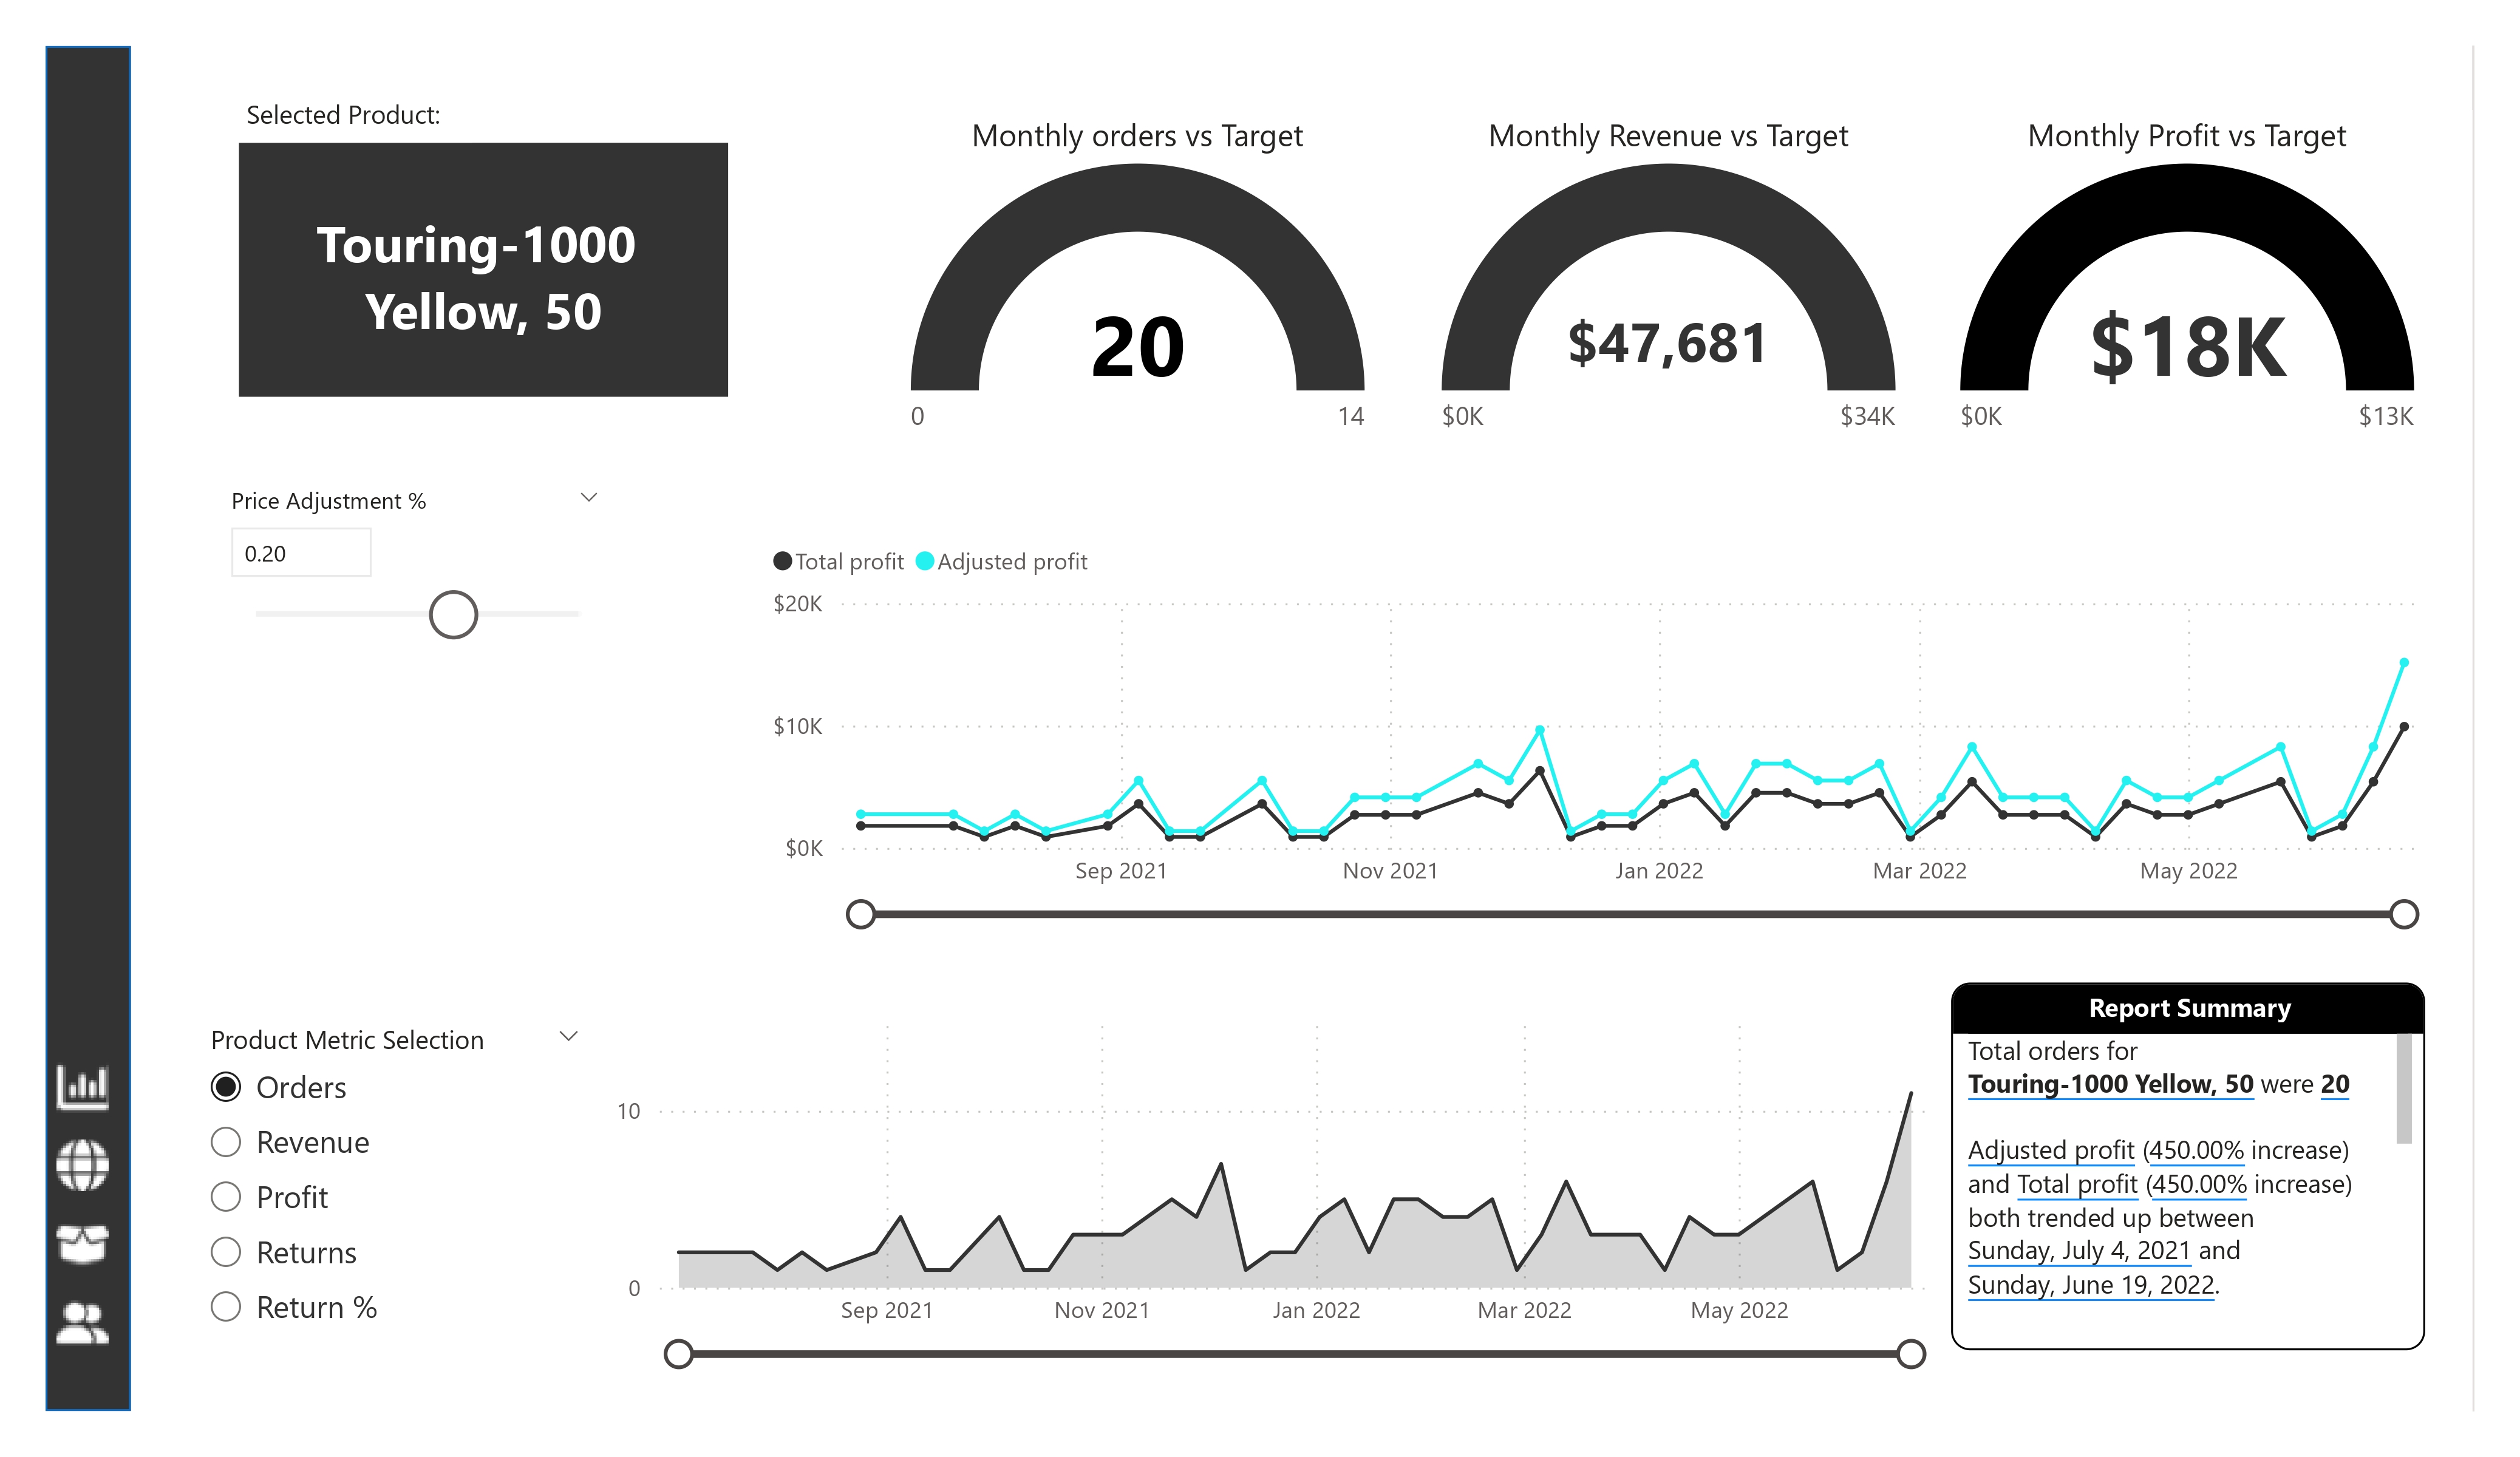 Selected Product:
Touring-1000
Yellow, 50
Monthly orders vs Target
20
0
14
Monthly Revenue vs Target
$47,681
$0K
$34K
Monthly Profit vs Target
$18K
$0K
$13K
Price Adjustment %
0.20
Total profit
Adjusted profit
$20K
$10K
$0K
Sep 2021
Nov 2021
Jan 2022
Mar 2022
May 2022
Product Metric Selection
Orders
Revenue
Profit
Returns
Return %
10
0
Sep 2021
Nov 2021
Jan 2022
Mar 2022
May 2022
Report Summary
Total orders for
Touring-1000 Yellow, 50 were 20
Adjusted profit (450.00% increase)
and Total profit (450.00% increase)
both trended up between
Sunday, July 4, 2021 and
Sunday, June 19, 2022.